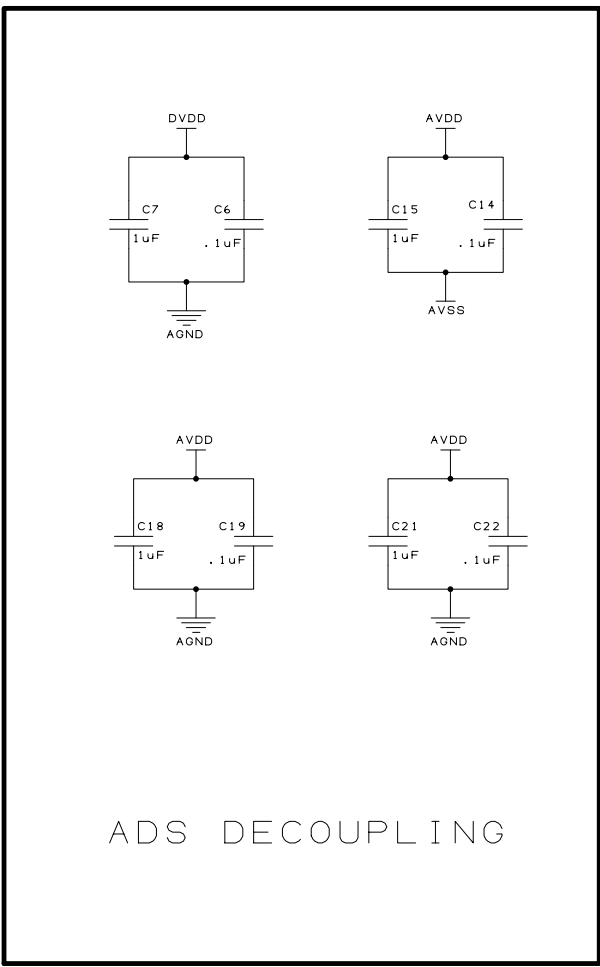 DVDD AVDD
C7 C6 C15 C14
1uF .1uF 1uF .1uF
AGND AVSS
AVDD AVDD
C18 C19 C21 C22
1uF .1uF 1uF .1uF
AGND AGND
ADS DECOUPLING